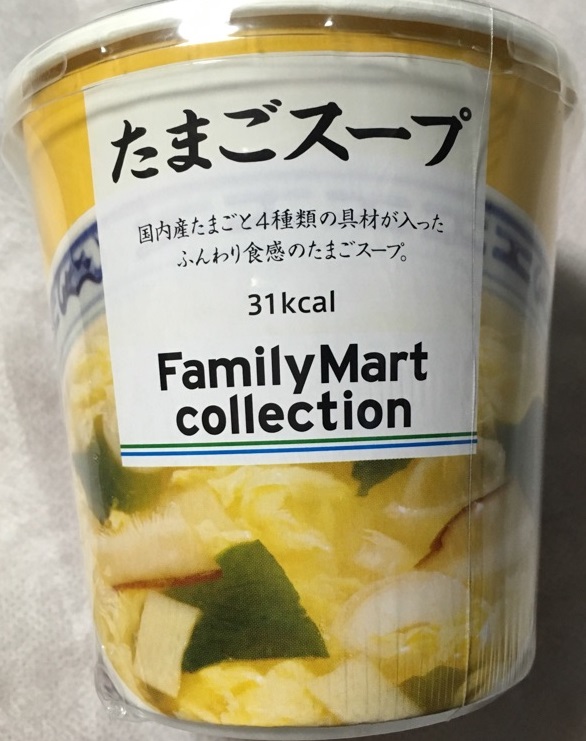 たまごスープ
国内産たまごと4種類の具材が入った
ふんわり食感のたまごスープ。
31kcal
FamilyMart
collection